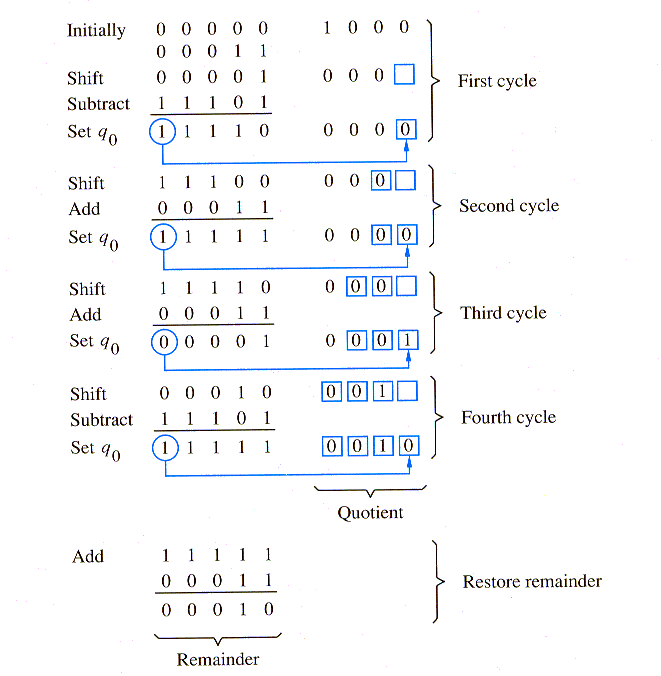 Initially 0 0 0 0 0 1 0 0 0
0 0 0 1 1
Shift 0 0 0 0 1 0 0 0
Subtract 1 1 1 0 1
First cycle
Set q0 1 1 1 1 0 0 0 0 0
Shift 1 1 1 0 0 0 0 0
Add 0 0 0 1 1
Second cycle
Set q0 1 1 1 1 1 0 0 0 0
Shift 1 1 1 1 0 0 0 0
Add 0 0 0 1 1
Third cycle
Set q0 0 0 0 0 1 0 0 0 1
Shift 0 0 0 1 0 0 0 1
Subtract 1 1 1 0 1
Fourth cycle
Set q0 1 1 1 1 1 0 0 1 0
Quotient
Add 1 1 1 1 1
0 0 0 1 1
Restore remainder
0 0 0 1 0
Remainder